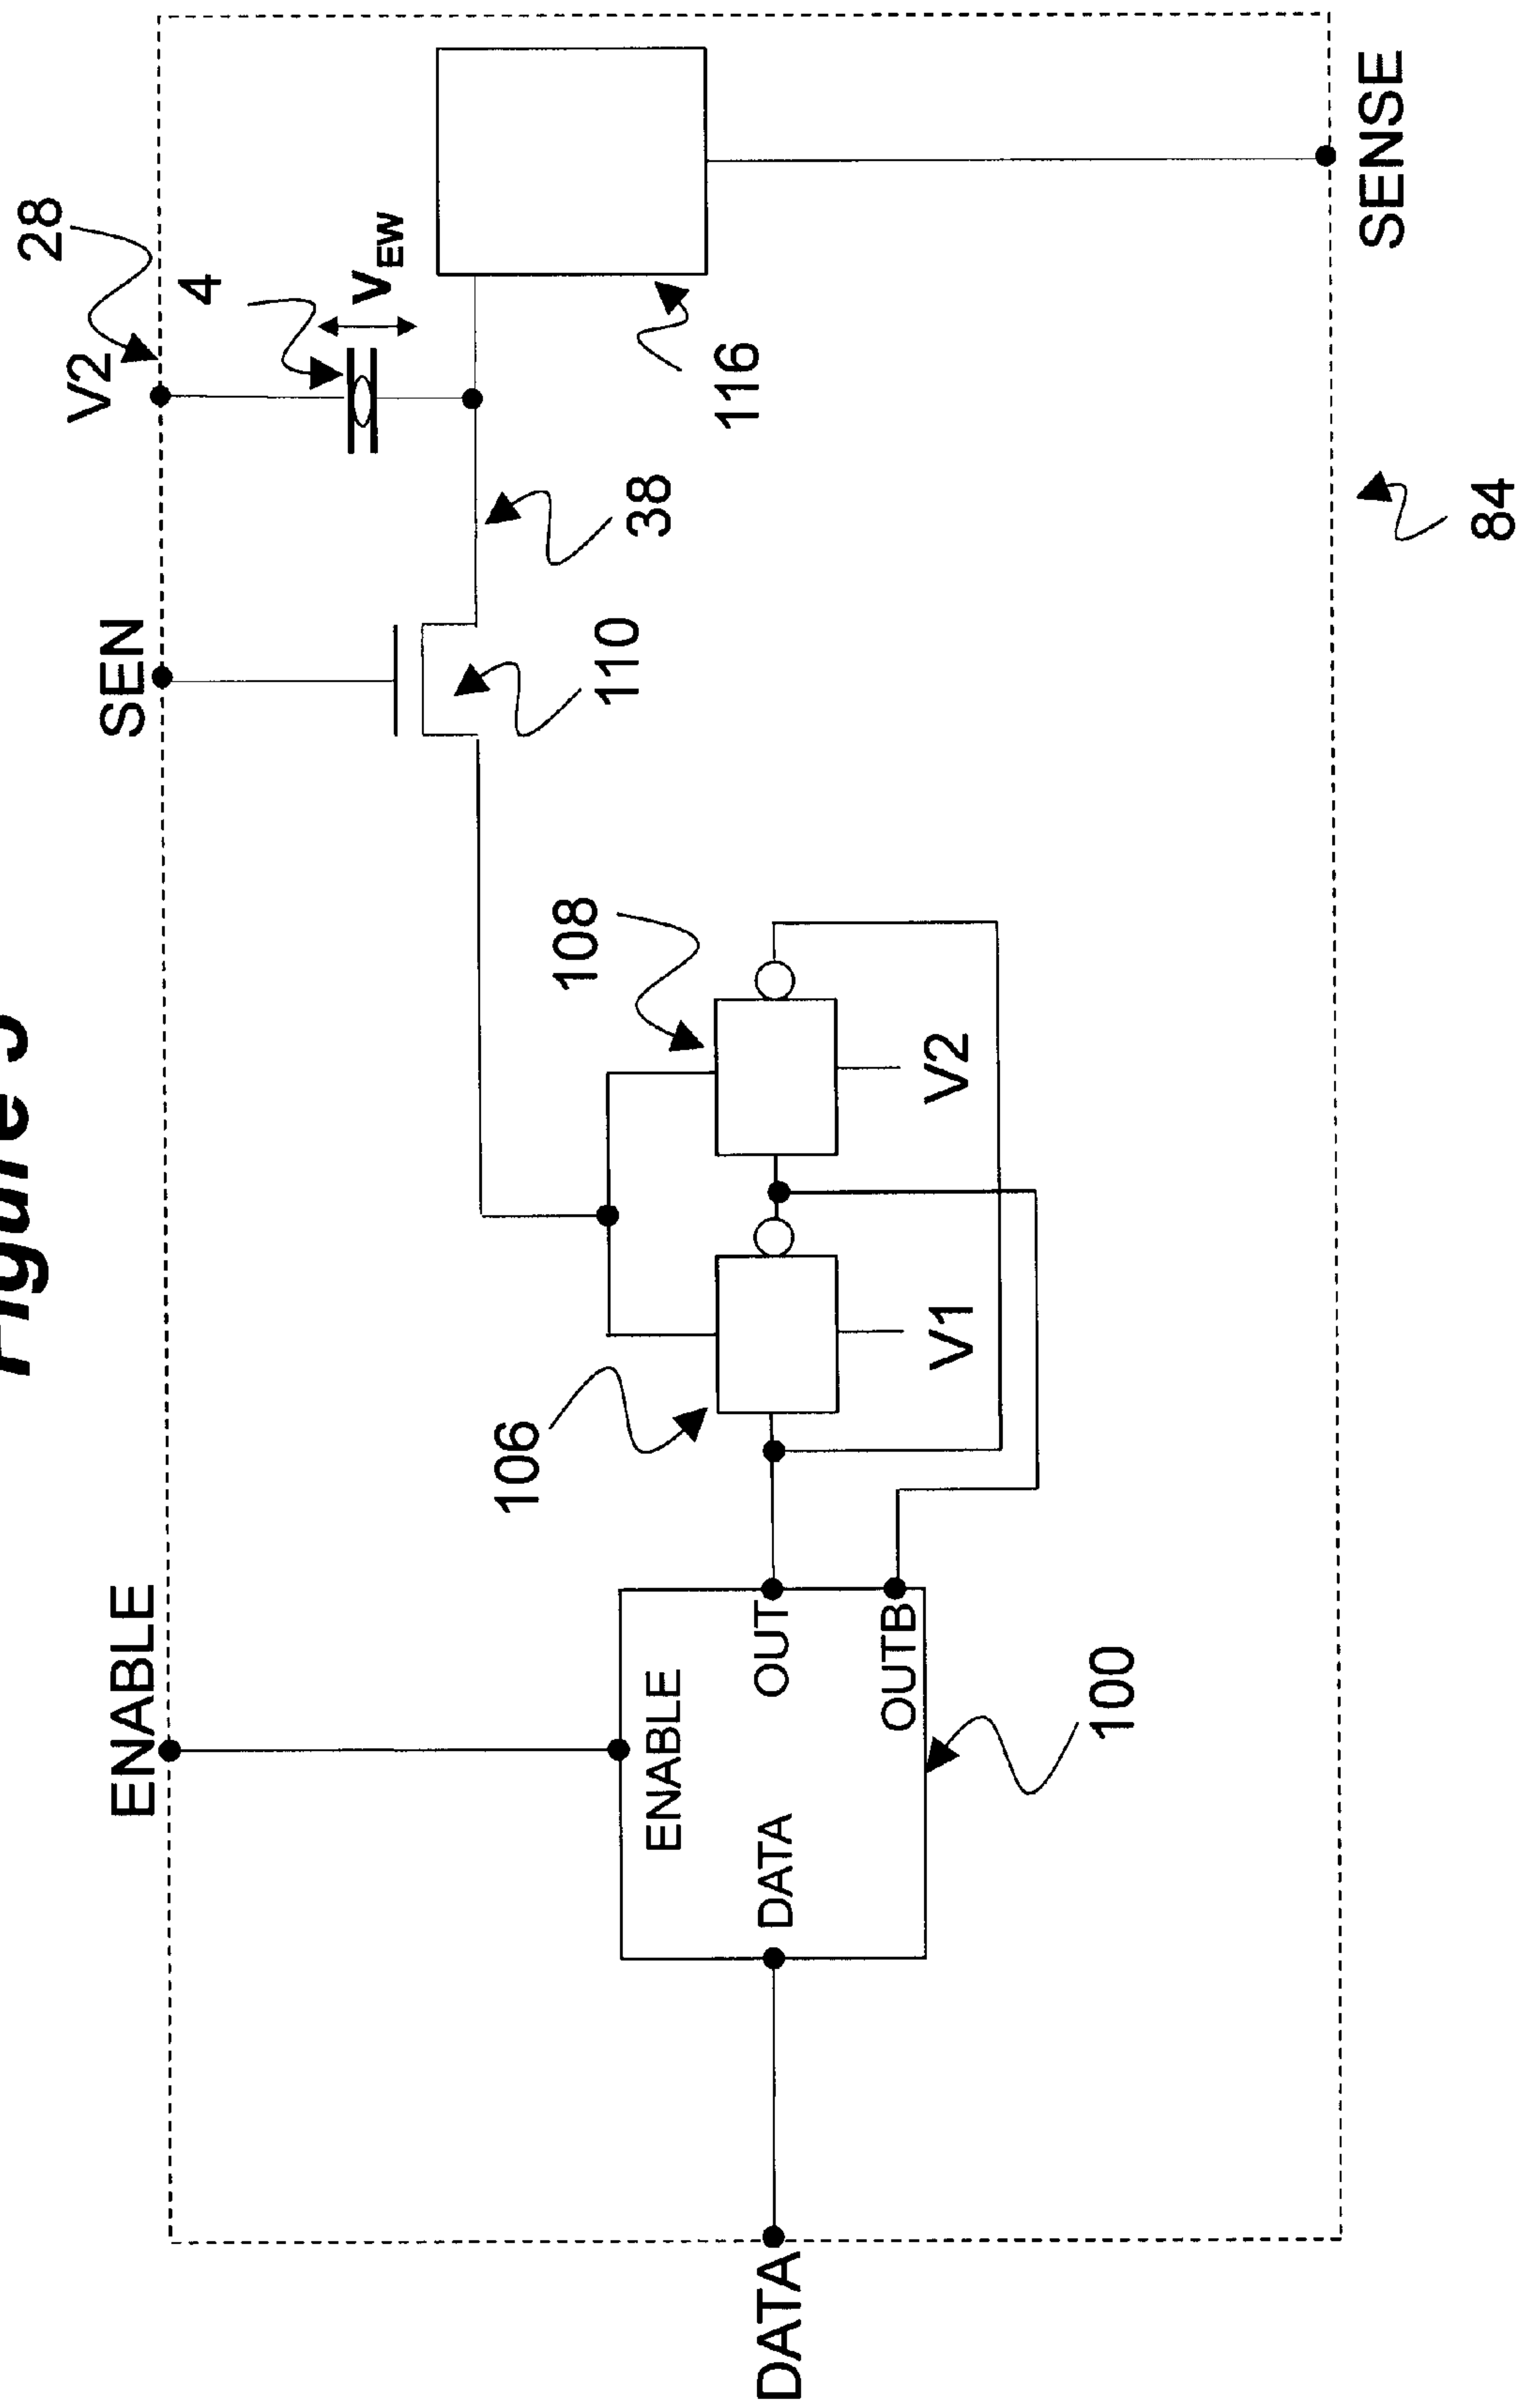 Figure
28
ENABLE
SEN
V2
4
VEW
106
108
110
38
116
ENABLE
DATA
DATA
OUT
OUTB
V1
V2
100
SENSE
84